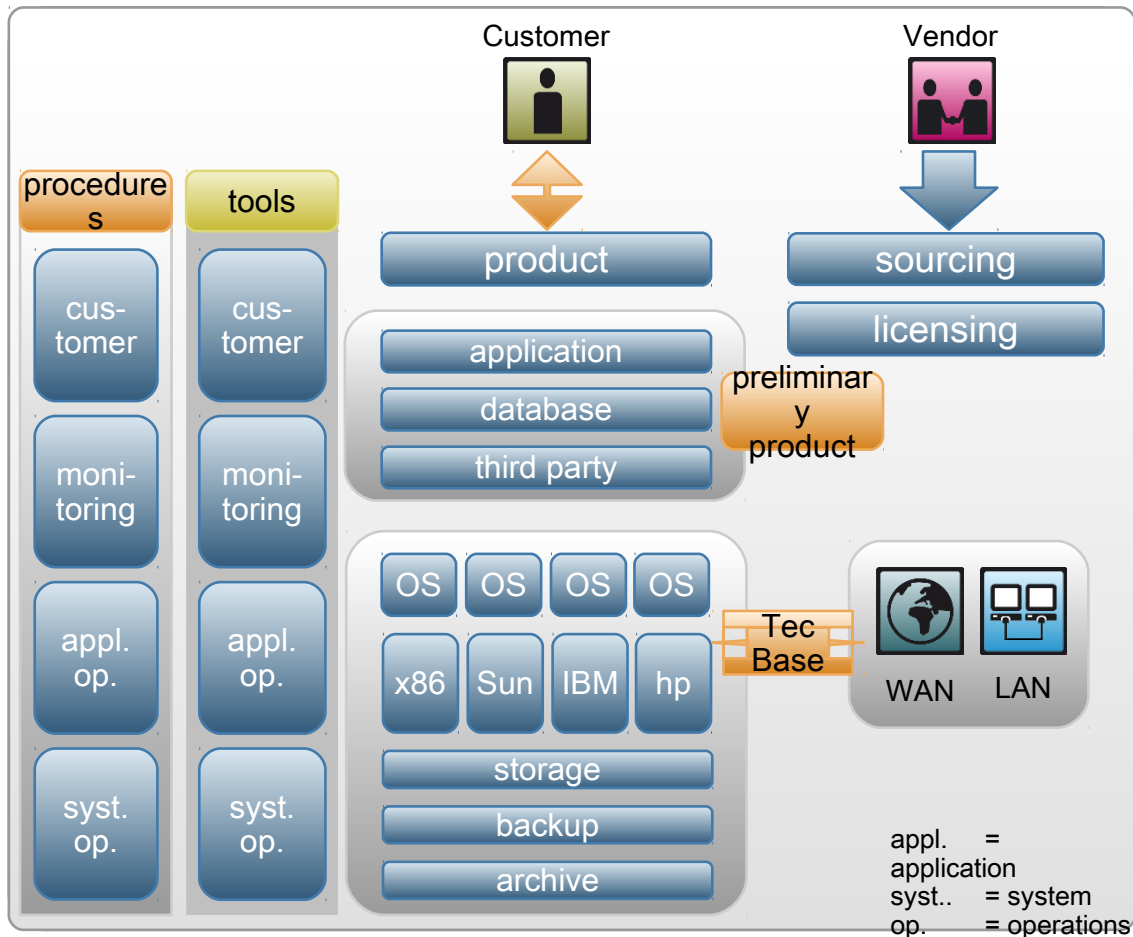 Customer
Vendor
procedure
s
tools
product
sourcing
cus-
tomer
cus-
tomer
licensing
application
preliminar
y
product
database
third party
moni-
toring
moni-
toring
OS
OS
OS
OS
Tec
Base
x86
Sun
IBM
hp
WAN
LAN
appl.
op.
appl.
op.
storage
backup
archive
syst.
op.
syst.
op.
appl. =
application
syst.. = system
op. = operations